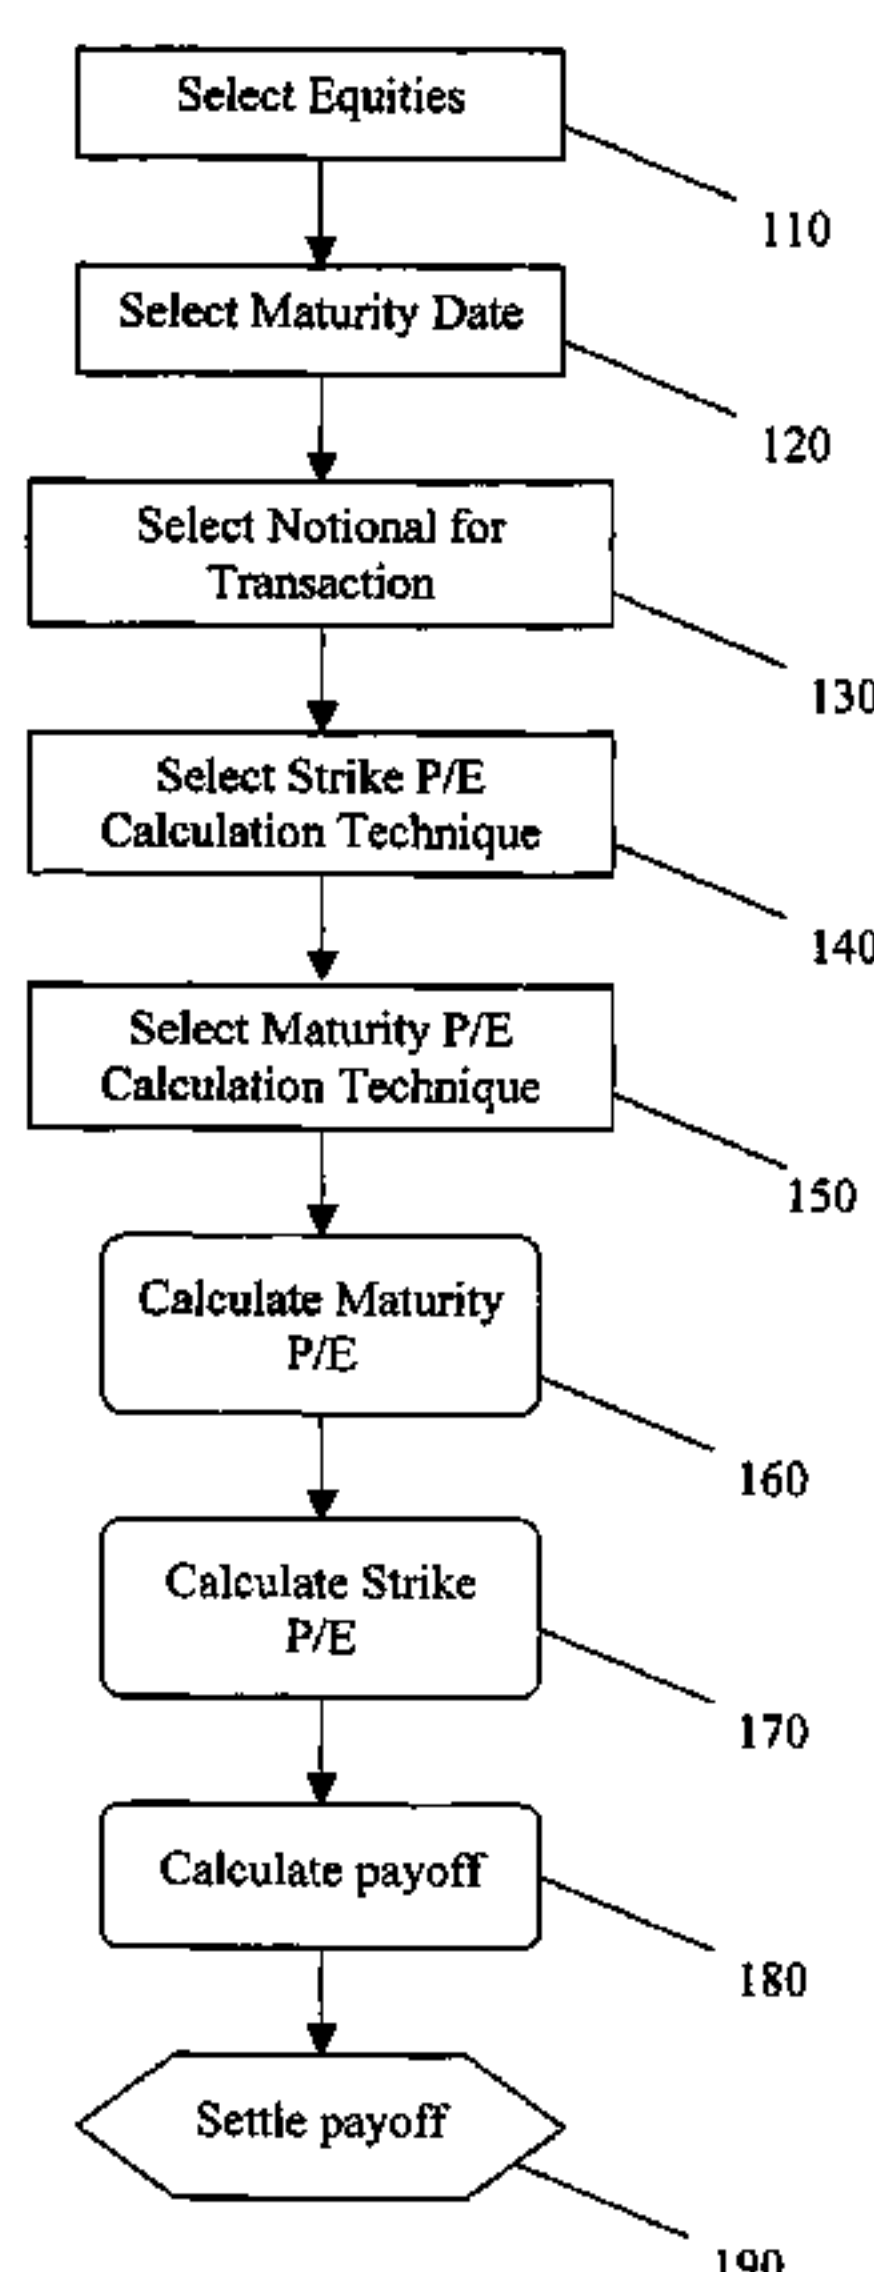 Select Equities
110
Select Maturity Date
120
Select Notional for
Transaction
130
Select Strike P/E
Calculation Technique
140
Select Maturity P/E
Calculation Technique
150
Calculate Maturity
P/E
160
Calculate Strike
P/E
170
Calculate payoff
180
Settle payoff
190